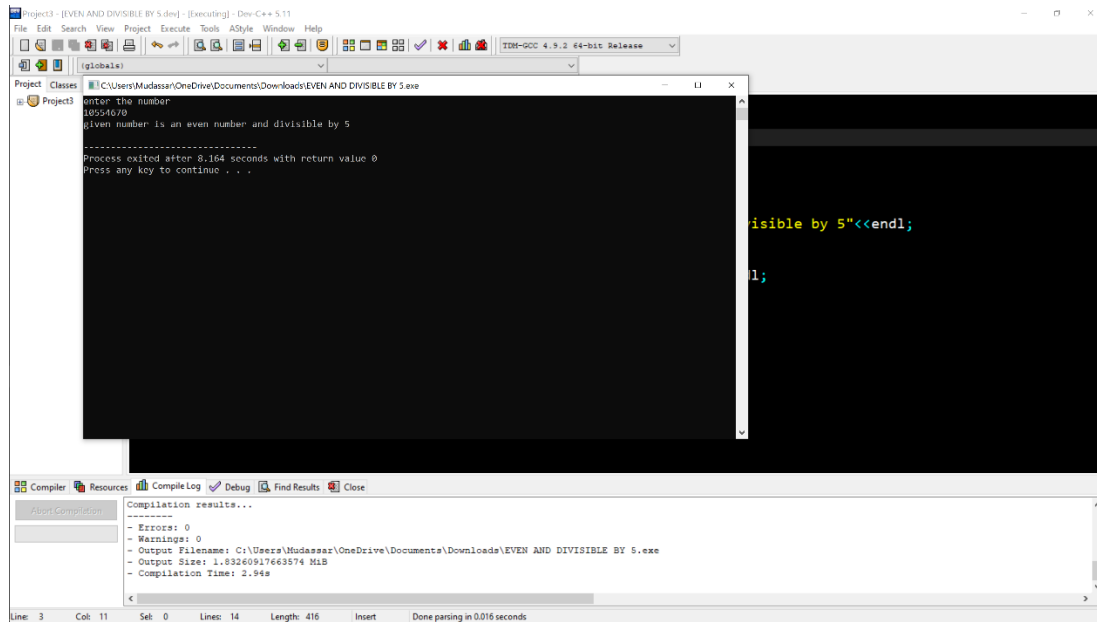 Project3 - [EVEN AND DIVISIBLE BY 5.dev] - [Executing] - Dev-C++ 5.11
File Edit Search View Project Execute Tools AStyle Window Help
TDM-GCC 4.9.2 64-bit Release
(globals)
Project Classes
Project3
C:\Users\Mudassar\OneDrive\Documents\Downloads\EVEN AND DIVISIBLE BY 5.exe
enter the number
10554670
given number is an even number and divisible by 5
--------------------------------
Process exited after 8.164 seconds with return value 0
Press any key to continue . . .
isible by 5"<<endl;
l;
Compiler Resources Compile Log Debug Find Results Close
Abort Compilation
Compilation results...
--------
- Errors: 0
- Warnings: 0
- Output Filename: C:\Users\Mudassar\OneDrive\Documents\Downloads\EVEN AND DIVISIBLE BY 5.exe
- Output Size: 1.83260917663574 MiB
- Compilation Time: 2.94s
Line: 3 Col: 11 Sel: 0 Lines: 14 Length: 416 Insert Done parsing in 0.016 seconds